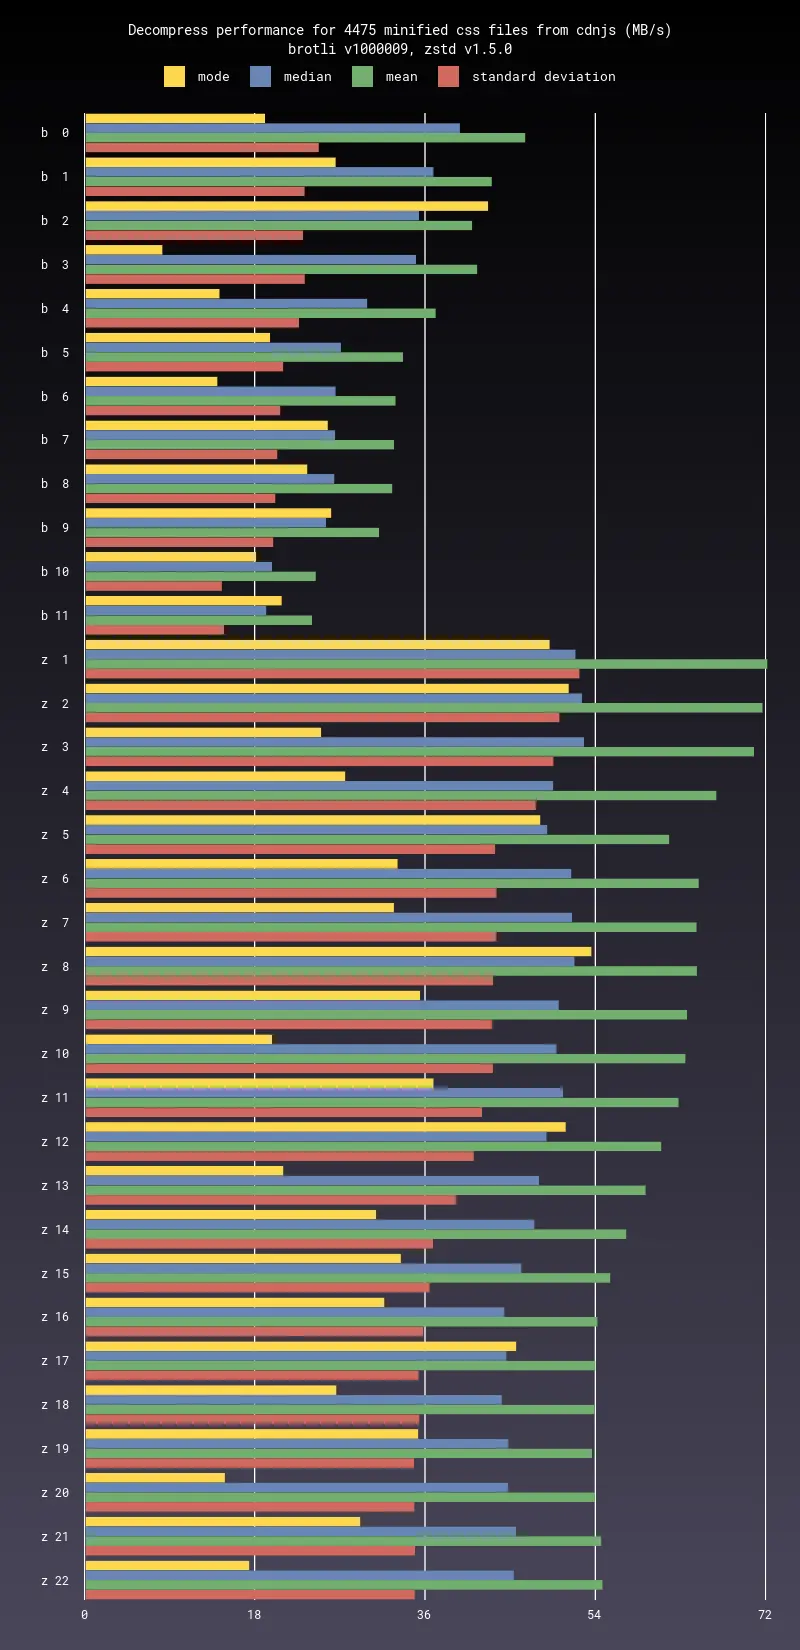 Decompress performance for 4475 minified css files from cdnjs (MB/s)
brotli v1000009, zstd v1.5.0
mode median mean standard deviation
b 0
b 1
b 2
b 3
b 4
b 5
b 6
b 7
b 8
b 9
b 10
b 11
z 1
z 2
z 3
z 4
z 5
z 6
z 7
z 8
z 9
z 10
z 11
z 12
z 13
z 14
z 15
z 16
z 17
z 18
z 19
z 20
z 21
z 22
0 18 36 54 72